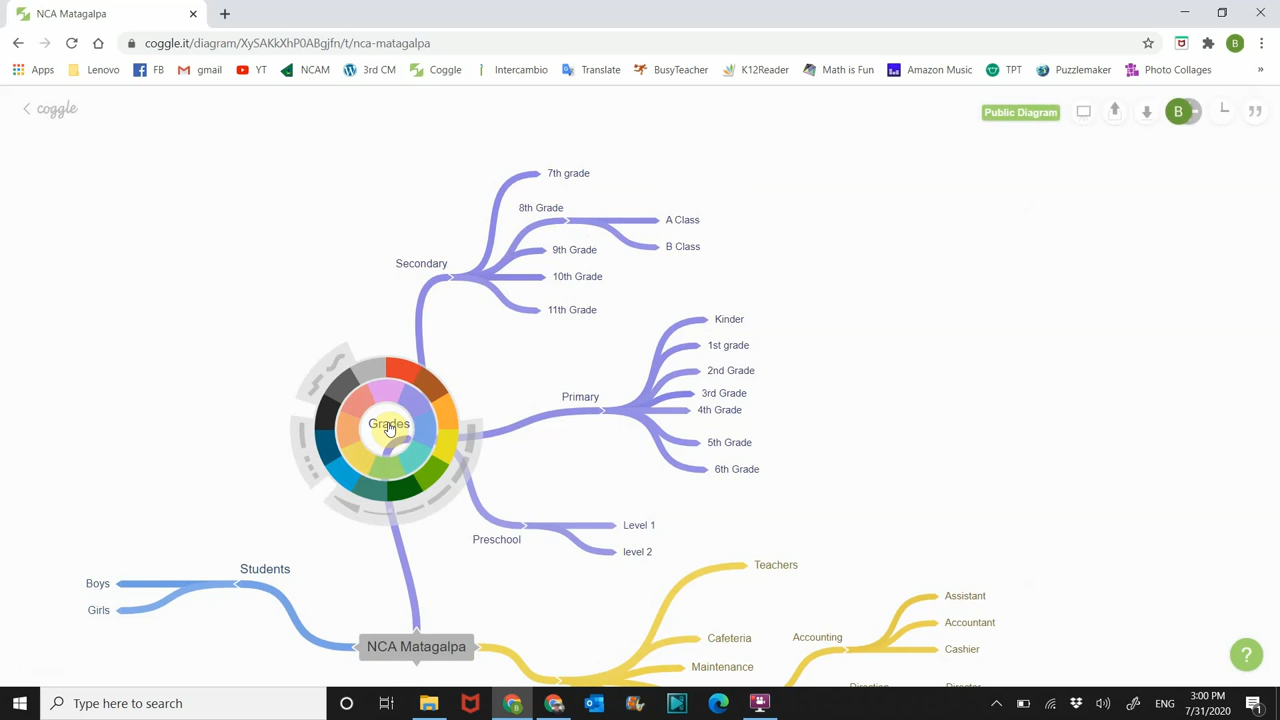 NCA Matagalpa
coggle.it/diagram/XySAKkXhP0ABgjfn/t/nca-matagalpa
B
Apps Lenovo FB gmail YT NCAM 3rd CM Coggle Intercambio Translate BusyTeacher K12Reader Math is Fun Amazon Music TPT Puzzlemaker Photo Collages »
coggle
Public Diagram
B
7th grade
8th Grade
A Class
B Class
9th Grade
Secondary
10th Grade
11th Grade
Kinder
1st grade
2nd Grade
3rd Grade
Primary
4th Grade
Grades
5th Grade
6th Grade
Level 1
Preschool
level 2
Students
Teachers
Boys
Girls
Assistant
Accountant
Accounting
Cafeteria
NCA Matagalpa
Cashier
Maintenance
?
Type here to search
ENG
3:00 PM
7/31/2020
1